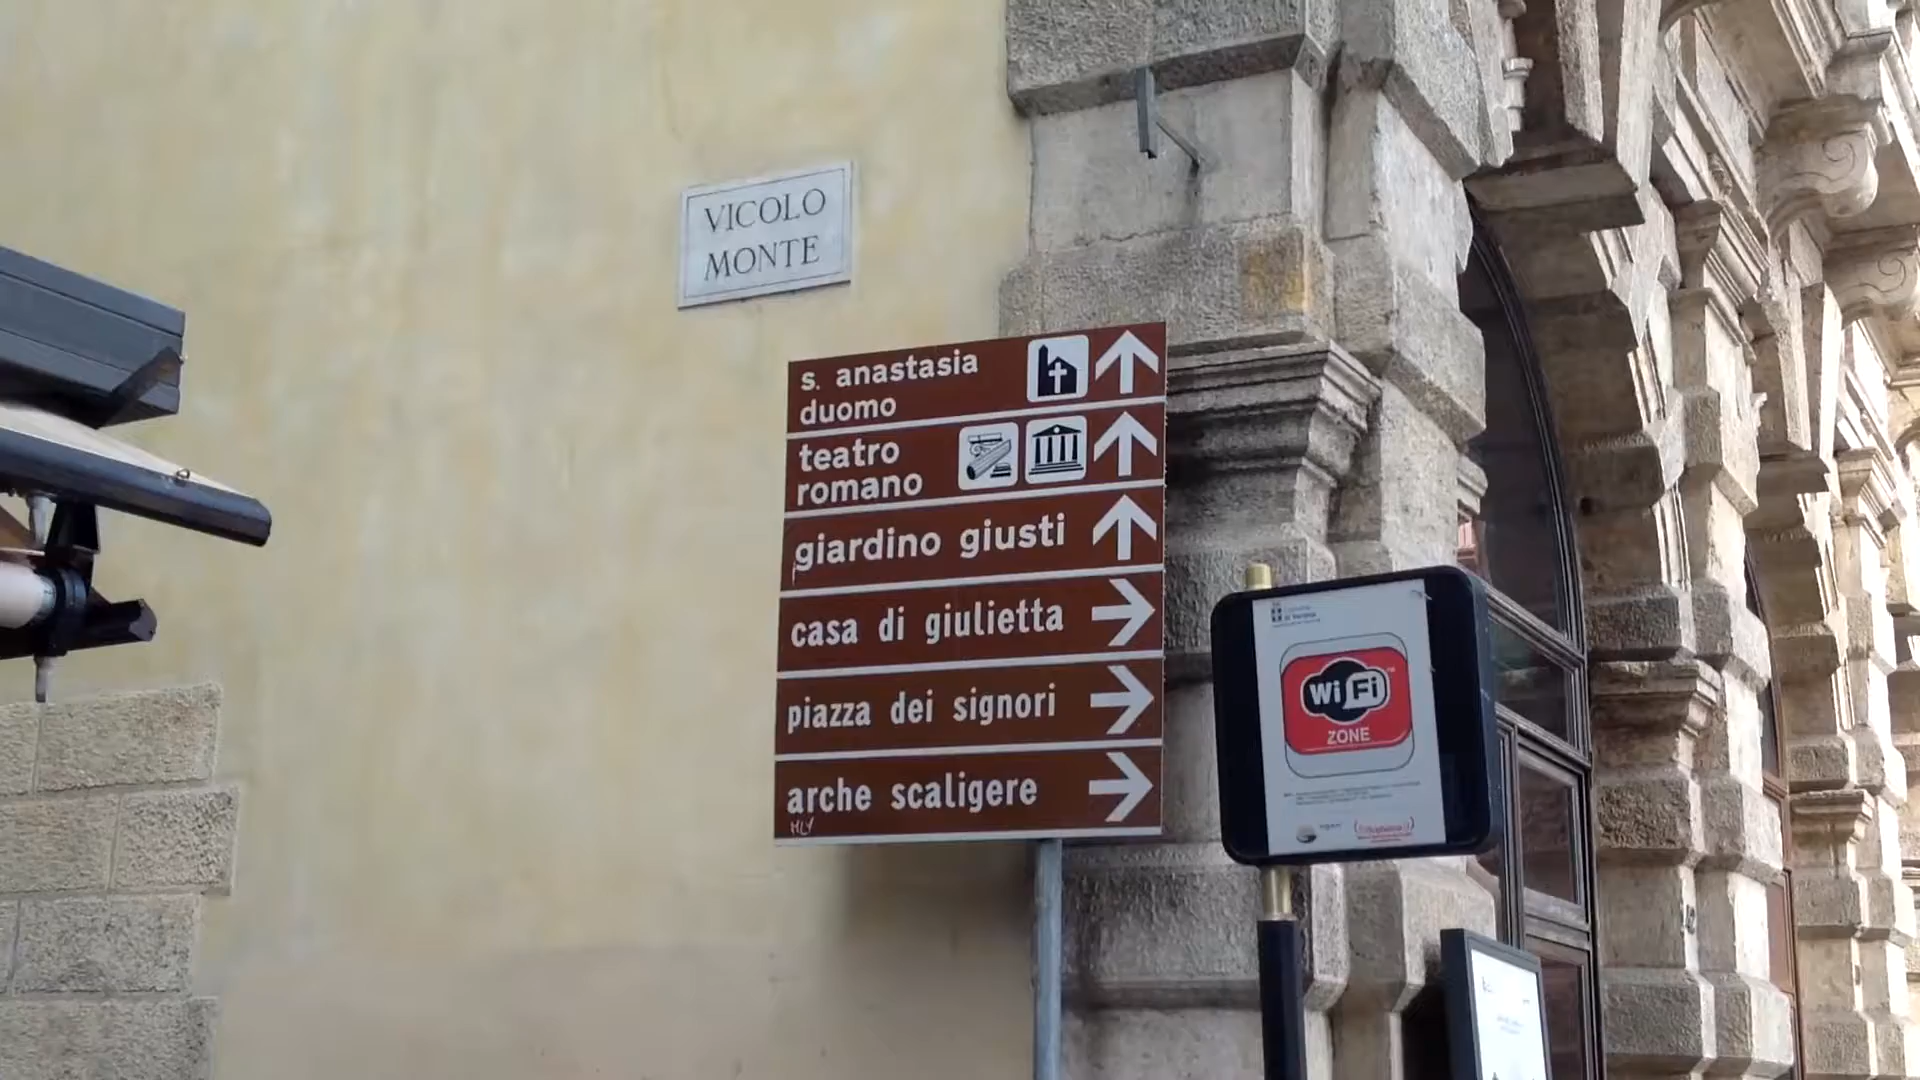 VICOLO
MONTE
s. anastasia
duomo
teatro
romano
giardino giusti
casa di giulietta
piazza dei signori
arche scaligere
Wi Fi
ZONE